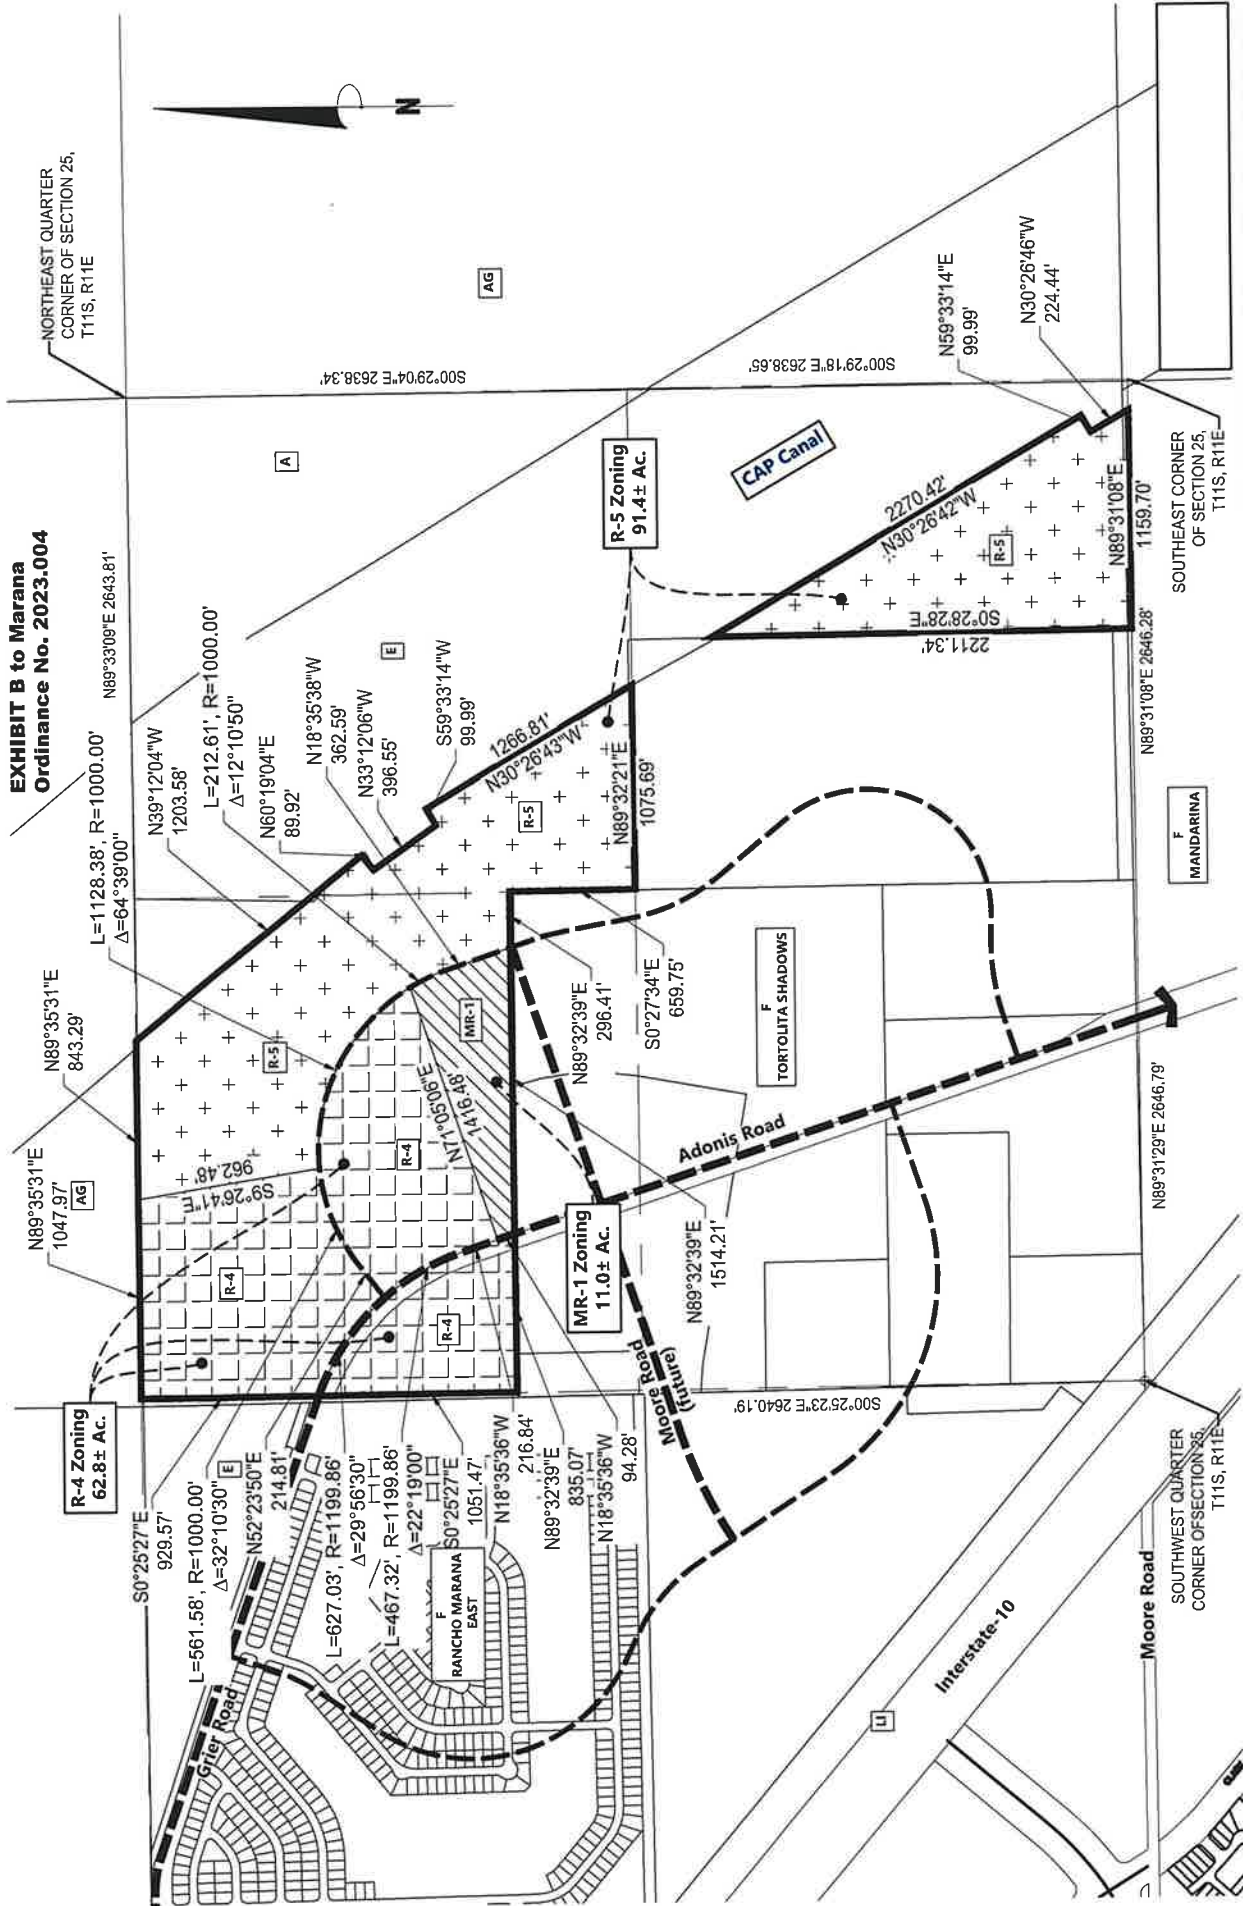 EXHIBIT B to Marana
Ordinance No. 2023.004
NORTHEAST QUARTER
CORNER OF SECTION 25,
T11S, R11E
N
N89°33'09"E 2643.81'
N89°35'31"E
1047.97'
AG
N89°35'31"E
843.29'
L=1128.38', R=1000.00'
Δ=64°39'00"
N39°12'04"W
1203.58'
L=212.61', R=1000.00'
Δ=12°10'50"
N60°19'04"E
89.92'
N18°35'38"W
362.59'
N33°12'06"W
396.55'
S59°33'14"W
99.99'
1266.81'
N30°26'43"W
A
E
AG
S00°29'04"E 2638.34'
S00°29'18"E 2638.65'
R-4 Zoning
62.8± Ac.
S9°26'41"E
962.48'
R-5
R-4
R-4
R-4
MR-1
R-5
N71°05'06"E
1416.48'
N89°32'21"E
1075.69'
R-5 Zoning
91.4± Ac.
CAP Canal
S0°25'27"E
929.57'
L=561.58', R=1000.00'
Δ=32°10'30"
E
N52°23'50"E
214.81'
L=627.03', R=1199.86'
Δ=29°56'30"
L=467.32', R=1199.86'
Δ=22°19'00"
S0°25'27"E
1051.47'
N18°35'36"W
216.84'
N89°32'39"E
835.07'
N18°35'36"W
94.28'
F
RANCHO MARANA
EAST
Grier Road
MR-1 Zoning
11.0± Ac.
N89°32'39"E
296.41'
S0°27'34"E
659.75'
N89°32'39"E
1514.21'
Moore Road
(future)
Adonis Road
F
TORTOLITA SHADOWS
S00°25'23"E 2640.19'
2211.34'
S0°28'28"E
2270.42'
N30°26'42"W
R-5
N59°33'14"E
99.99'
N30°26'46"W
224.44'
N89°31'08"E
1159.70'
N89°31'08"E 2646.28'
N89°31'29"E 2646.79'
F
MANDARINA
Interstate-10
E
Moore Road
SOUTHWEST QUARTER
CORNER OFSECTION 25,
T11S, R11E
SOUTHEAST CORNER
OF SECTION 25,
T11S, R11E